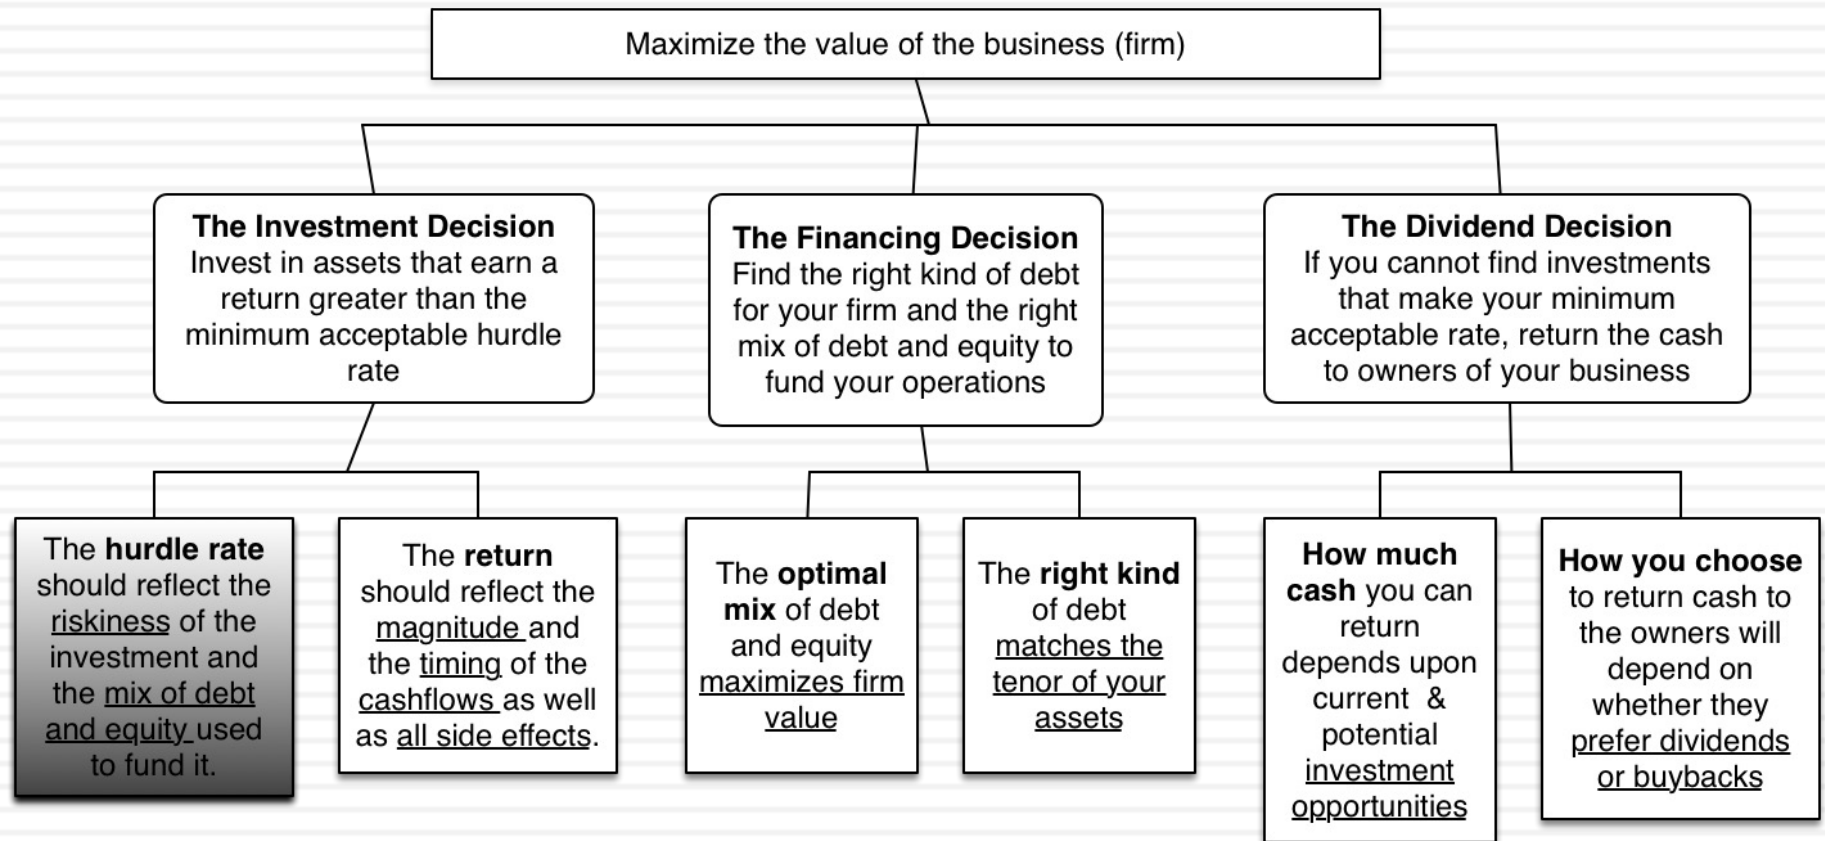 Maximize the value of the business (firm)
The Investment Decision
Invest in assets that earn a
return greater than the
minimum acceptable hurdle
rate
The Financing Decision
Find the right kind of debt
for your firm and the right
mix of debt and equity to
fund your operations
The Dividend Decision
If you cannot find investments
that make your minimum
acceptable rate, return the cash
to owners of your business
The hurdle rate
should reflect the
riskiness of the
investment and
the mix of debt
and equity used
to fund it.
The return
should reflect the
magnitude and
the timing of the
cashflows as well
as all side effects.
The optimal
mix of debt
and equity
maximizes firm
value
The right kind
of debt
matches the
tenor of your
assets
How much
cash you can
return
depends upon
current &
potential
investment
opportunities
How you choose
to return cash to
the owners will
depend on
whether they
prefer dividends
or buybacks